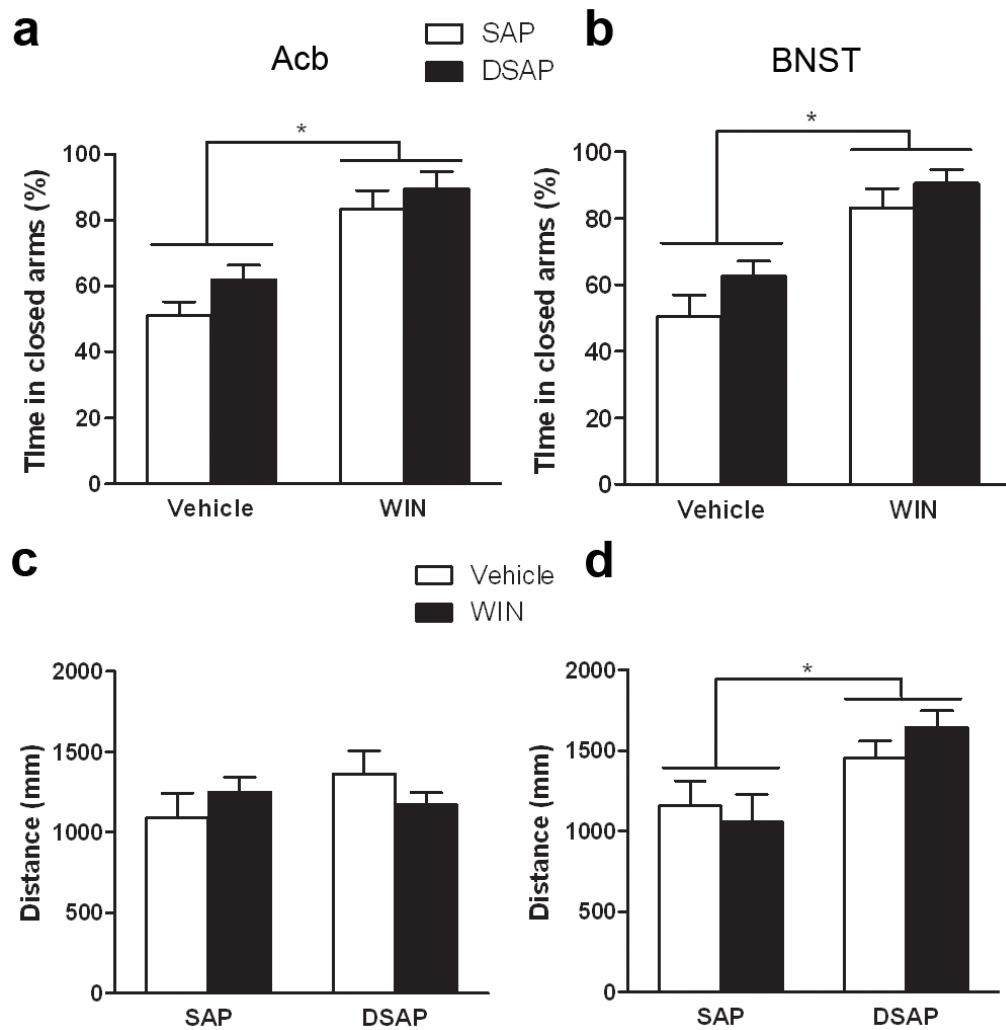 a
Acb
SAP
DSAP
b
BNST
*
Time in closed arms (%)
100
80
60
40
20
0
Vehicle
WIN
*
Time in closed arms (%)
100
80
60
40
20
0
Vehicle
WIN
c
Vehicle
WIN
d
Distance (mm)
2000
1500
1000
500
0
SAP
DSAP
*
Distance (mm)
2000
1500
1000
500
0
SAP
DSAP